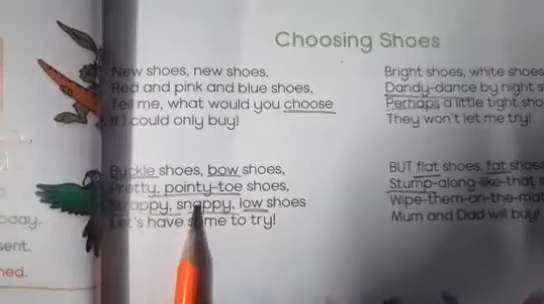 Choosing Shoes
New shoes, new shoes,
Red and pink and blue shoes,
Tell me, what would you choose
If I could only buy!
Buckle shoes, bow shoes,
Pretty, pointy-toe shoes,
Strappy, snappy, low shoes
Let's have some to try!
Bright shoes, white shoes
Dandy-dance by night
Perhaps a little tight
They won't let me try!
BUT flat shoes, fat shoes
Stump-along-like-that
Wipe-them-on-the
Mum and Dad will buy!
oday.
sent.
ned.